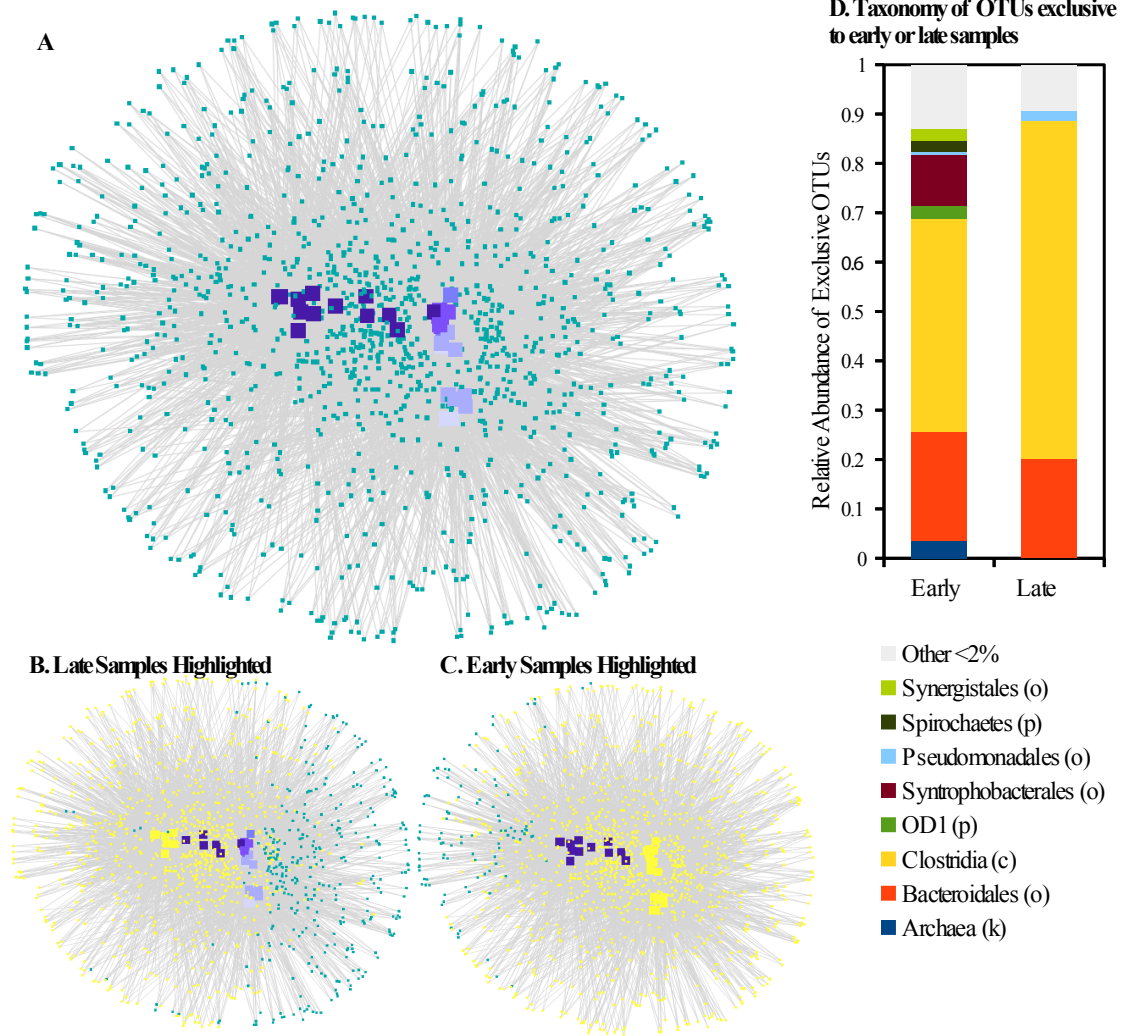 A
D. Taxonomy of OTUs exclusive
to early or late samples
Relative Abundance of Exclusive OTUs
1
0.9
0.8
0.7
0.6
0.5
0.4
0.3
0.2
0.1
0
Early
Late
B. Late Samples Highlighted
C. Early Samples Highlighted
Other <2%
Synergistales (o)
Spirochaetes (p)
Pseudomonadales (o)
Syntrophobacterales (o)
OD1 (p)
Clostridia (c)
Bacteroidales (o)
Archaea (k)